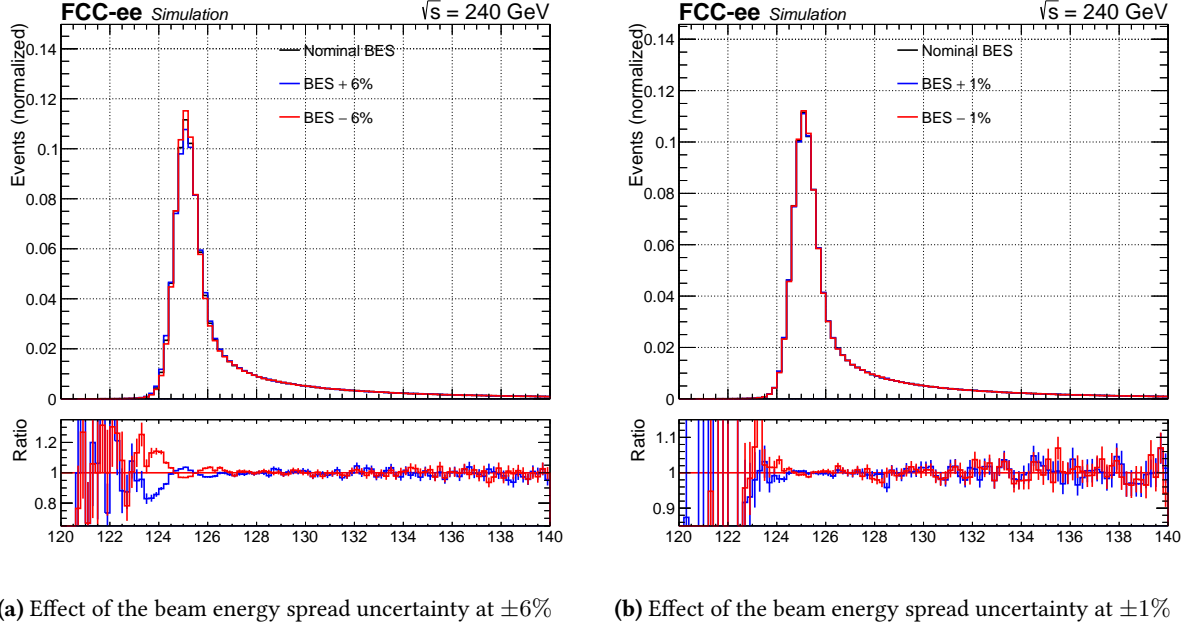 FCC-ee Simulation √s = 240 GeV
Events (normalized)
0.14
0.12
0.1
0.08
0.06
0.04
0.02
0
Nominal BES
BES + 6%
BES − 6%
Ratio
1.2
1
0.8
120 122 124 126 128 130 132 134 136 138 140
(a) Effect of the beam energy spread uncertainty at ±6%
FCC-ee Simulation √s = 240 GeV
Events (normalized)
0.14
0.12
0.1
0.08
0.06
0.04
0.02
0
Nominal BES
BES + 1%
BES − 1%
Ratio
1.1
1
0.9
120 122 124 126 128 130 132 134 136 138 140
(b) Effect of the beam energy spread uncertainty at ±1%